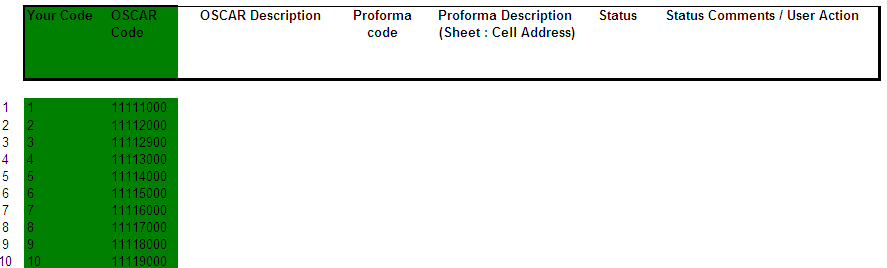 Your Code OSCAR OSCAR Description Proforma Proforma Description Status Status Comments / User Action
Code code (Sheet : Cell Address)
1 1 11111000
2 2 11112000
3 3 11112900
4 4 11113000
5 5 11114000
6 6 11115000
7 7 11116000
8 8 11117000
9 9 11118000
10 10 11119000